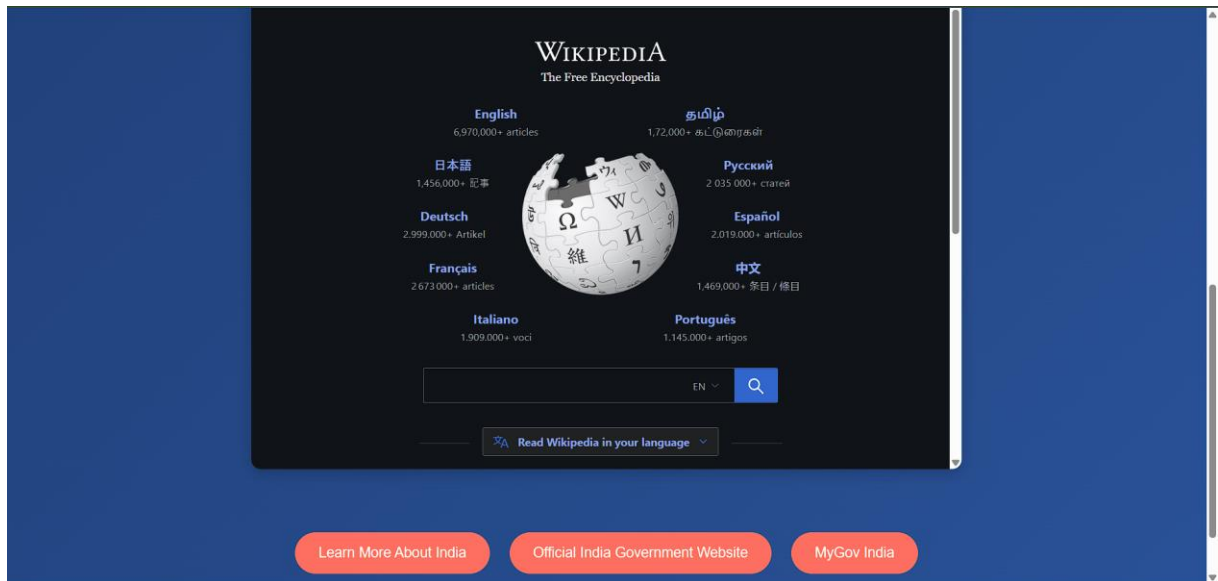 WIKIPEDIA
The Free Encyclopedia
English
6,970,000+ articles
தமிழ்
1,72,000+ கட்டுரைகள்
日本語
1,456,000+ 記事
Русский
2 035 000+ статей
Deutsch
2.999.000+ Artikel
Español
2.019.000+ artículos
Français
2 673 000+ articles
中文
1,469,000+ 条目 / 條目
Italiano
1.909.000+ voci
Português
1.145.000+ artigos
Ω W И
維 ウィ 7
EN
Read Wikipedia in your language
Learn More About India
Official India Government Website
MyGov India